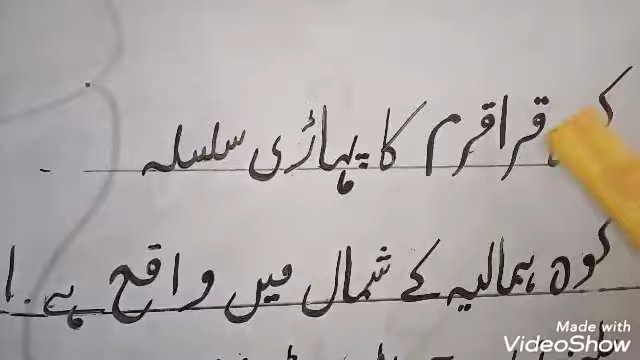 قراقرم کا پہاڑی سلسلہ
کوہ ہمالیہ کے شمال میں واقع ہے۔ ا
Made with
VideoShow